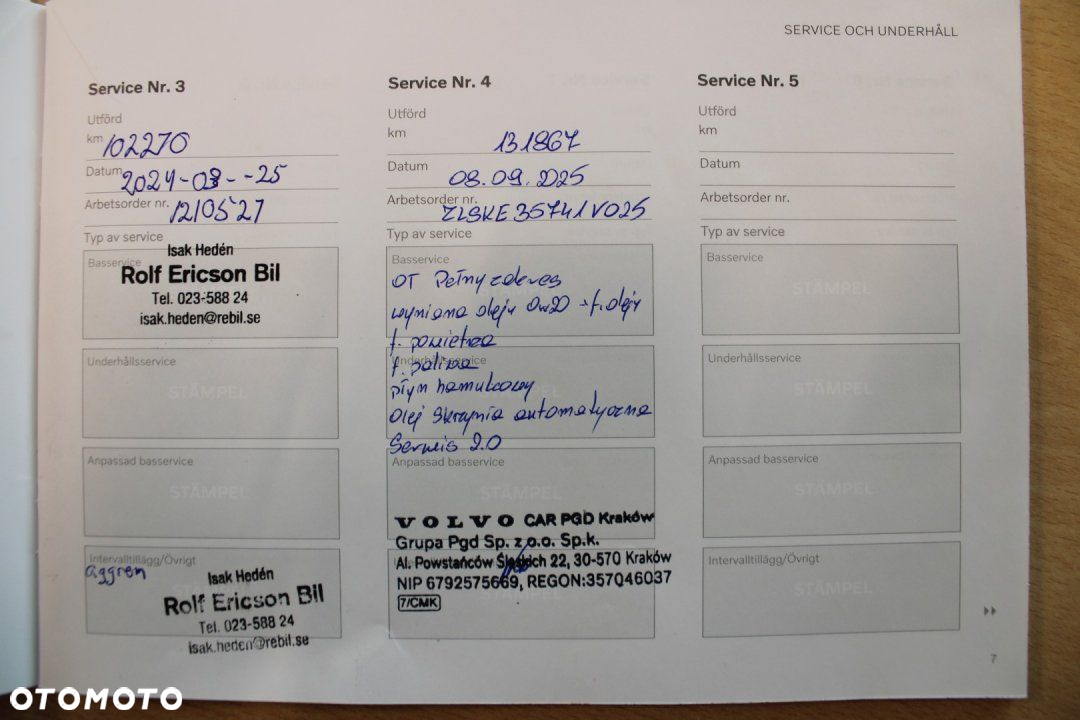 SERVICE OCH UNDERHÅLL
Service Nr. 3
Utförd
km 102270
Datum 2024-03--25
Arbetsorder nr. 1210527
Typ av service
Basservice
Isak Hedén
Rolf Ericson Bil
Tel. 023-588 24
isak.heden@rebil.se
Underhållsservice
STÄMPEL
Anpassad basservice
STÄMPEL
Intervalltillägg/Övrigt
aggren
Isak Hedén
Rolf Ericson Bil
Tel. 023-588 24
isak.heden@rebil.se
Service Nr. 4
Utförd
km 131867
Datum 08.09.2025
Arbetsorder nr. ZLSKE35741V025
Typ av service
Basservice
OT Pełny zakres
wymiana oleju 0w20 + f. oleju
f. powietrza
Underhållsservice
f. paliwa
płyn hamulcowy
Olej Skrzynia automatyczna
Serwis 2.0
Anpassad basservice
STÄMPEL
VOLVO CAR PGD Kraków
Grupa Pgd Sp. z o.o. Sp.k.
Al. Powstańców Śląskich 22, 30-570 Kraków
NIP 6792575669, REGON:357046037
7/CMK
Service Nr. 5
Utförd
km
Datum
Arbetsorder nr.
Typ av service
Basservice
STÄMPEL
Underhållsservice
STÄMPEL
Anpassad basservice
STÄMPEL
Intervalltillägg/Övrigt
STÄMPEL
7
OTOMOTO